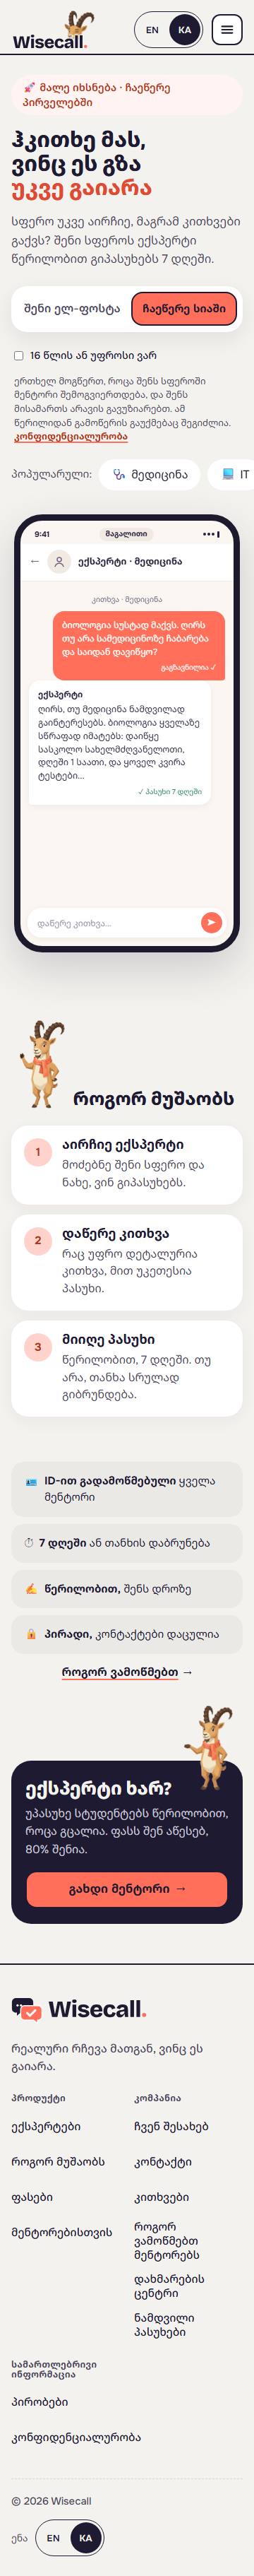 Wisecall.
EN KA
🚀 მალე იხსნება · ჩაეწერე
პირველებში
ჰკითხე მას,
ვინც ეს გზა
უკვე გაიარა
სფერო უკვე აირჩიე, მაგრამ კითხვები
გაქვს? შენი სფეროს ექსპერტი
წერილობით გიპასუხებს 7 დღეში.
შენი ელ-ფოსტა
ჩაეწერე სიაში
16 წლის ან უფროსი ვარ
ერთხელ მოგწერთ, როცა შენს სფეროში
მენტორი შემოგვიერთდება, და შენს
მისამართს არავის გავუზიარებთ. ამ
წერილიდან გამოწერის გაუქმებაც შეგიძლია.
კონფიდენციალურობა
პოპულარული: 🩺 მედიცინა 💻 IT
9:41 მაგალითი
← ექსპერტი · მედიცინა
კითხვა · მედიცინა
ბიოლოგია სუსტად მაქვს. ღირს
თუ არა სამედიცინოზე ჩაბარება
და საიდან დავიწყო?
გაგზავნილია ✓
ექსპერტი
ღირს, თუ მედიცინა ნამდვილად
გაინტერესებს. ბიოლოგია ყველაზე
სწრაფად იმატებს: დაიწყე
სასკოლო სახელმძღვანელოთი,
დღეში 1 საათი, და ყოველ კვირა
ტესტები...
✓ პასუხი 7 დღეში
დაწერე კითხვა...
როგორ მუშაობს
1 აირჩიე ექსპერტი
მოძებნე შენი სფერო და
ნახე, ვინ გიპასუხებს.
2 დაწერე კითხვა
რაც უფრო დეტალურია
კითხვა, მით უკეთესია
პასუხი.
3 მიიღე პასუხი
წერილობით, 7 დღეში. თუ
არა, თანხა სრულად
გიბრუნდება.
🪪 ID-ით გადამოწმებული ყველა
მენტორი
⏱ 7 დღეში ან თანხის დაბრუნება
✍️ წერილობით, შენს დროზე
🔒 პირადი, კონტაქტები დაცულია
როგორ ვამოწმებთ →
ექსპერტი ხარ?
უპასუხე სტუდენტებს წერილობით,
როცა გცალია. ფასს შენ აწესებ,
80% შენია.
გახდი მენტორი →
Wisecall.
რეალური რჩევა მათგან, ვინც ეს
გაიარა.
პროდუქტი
ექსპერტები
როგორ მუშაობს
ფასები
მენტორებისთვის
კომპანია
ჩვენ შესახებ
კონტაქტი
კითხვები
როგორ
ვამოწმებთ
მენტორებს
დახმარების
ცენტრი
ნამდვილი
პასუხები
სამართლებრივი
ინფორმაცია
პირობები
კონფიდენციალურობა
© 2026 Wisecall
ენა EN KA